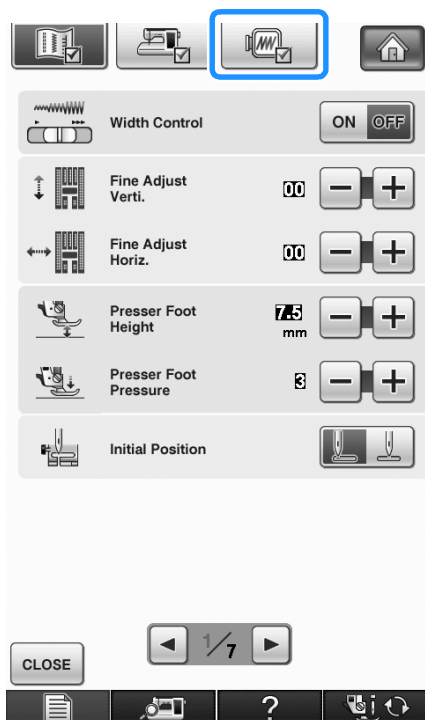 Width Control
ON OFF
Fine Adjust
Verti.
00
Fine Adjust
Horiz.
00
Presser Foot
Height
7.5
mm
Presser Foot
Pressure
3
Initial Position
1/7
CLOSE
?